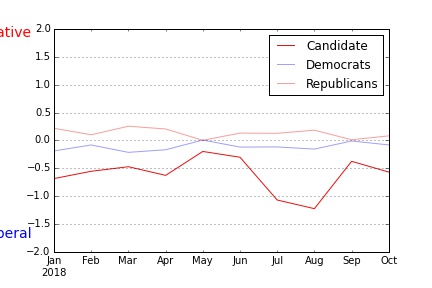 ative
2.0
1.5
1.0
0.5
0.0
−0.5
−1.0
−1.5
−2.0
Candidate
Democrats
Republicans
beral
Jan Feb Mar Apr May Jun Jul Aug Sep Oct
2018